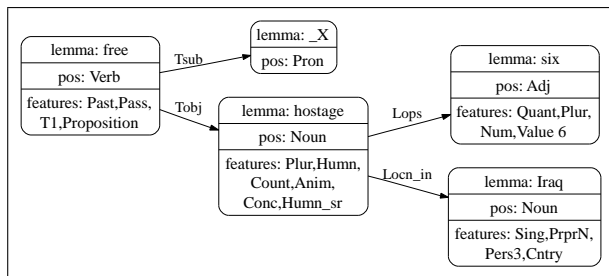 lemma: free
pos: Verb
features: Past,Pass,
T1,Proposition
Tsub
Tobj
lemma: _X
pos: Pron
lemma: hostage
pos: Noun
features: Plur,Humn,
Count,Anim,
Conc,Humn_sr
Lops
Locn_in
lemma: six
pos: Adj
features: Quant,Plur,
Num,Value 6
lemma: Iraq
pos: Noun
features: Sing,PrprN,
Pers3,Cntry